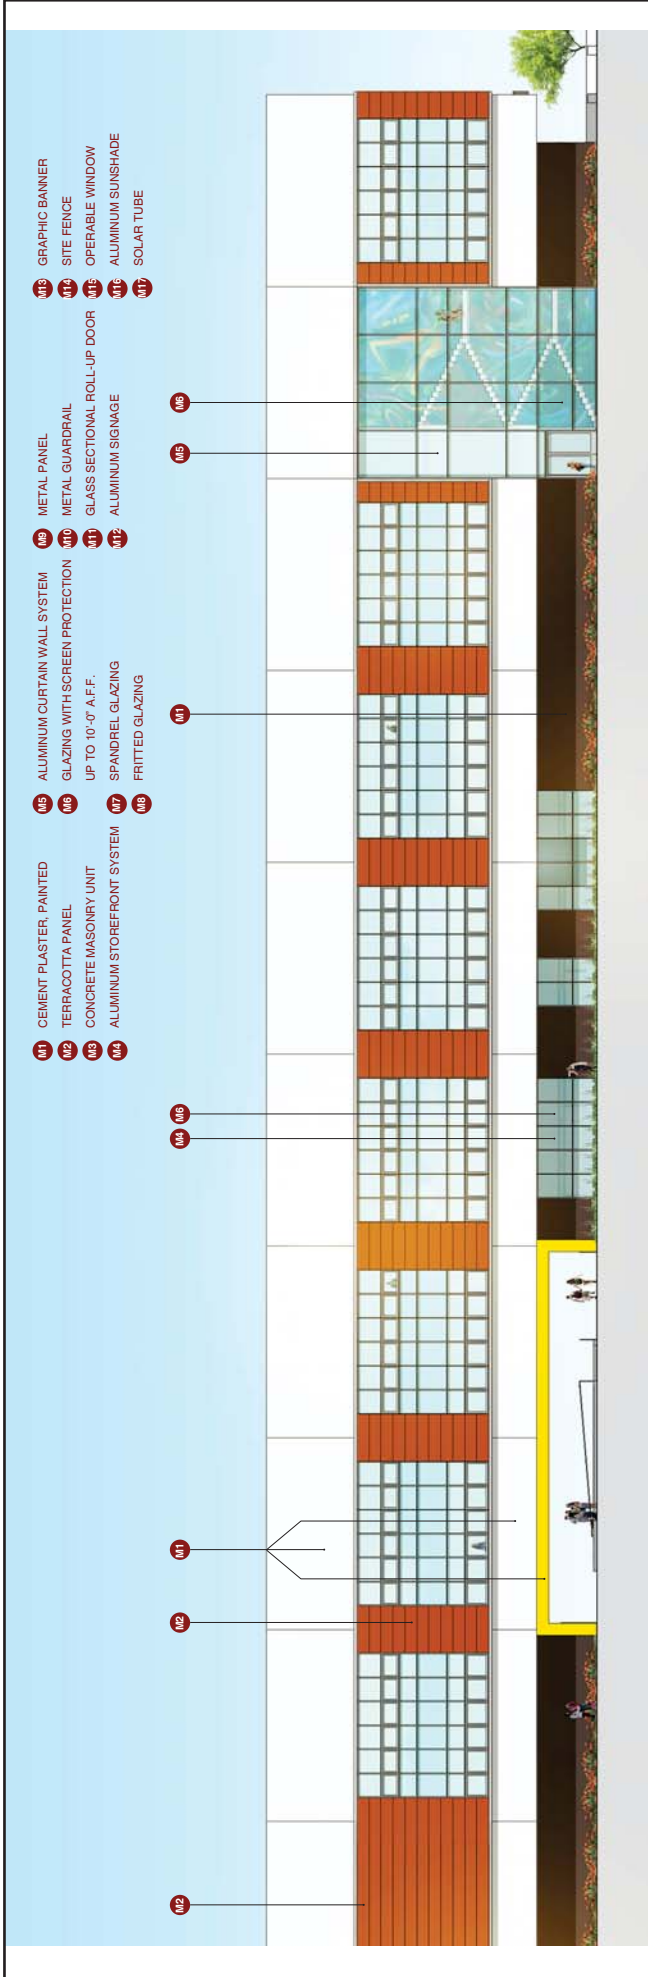 M1 CEMENT PLASTER, PAINTED
M2 TERRACOTTA PANEL
M3 CONCRETE MASONRY UNIT
M4 ALUMINUM STOREFRONT SYSTEM
M5 ALUMINUM CURTAIN WALL SYSTEM
M6 GLAZING WITH SCREEN PROTECTION
UP TO 10'-0" A.F.F.
M7 SPANDREL GLAZING
M8 FRITTED GLAZING
M9 METAL PANEL
M10 METAL GUARDRAIL
M11 GLASS SECTIONAL ROLL-UP DOOR
M12 ALUMINUM SIGNAGE
M13 GRAPHIC BANNER
M14 SITE FENCE
M15 OPERABLE WINDOW
M16 ALUMINUM SUNSHADE
M17 SOLAR TUBE
M2
M2
M1
M4
M6
M1
M5
M6